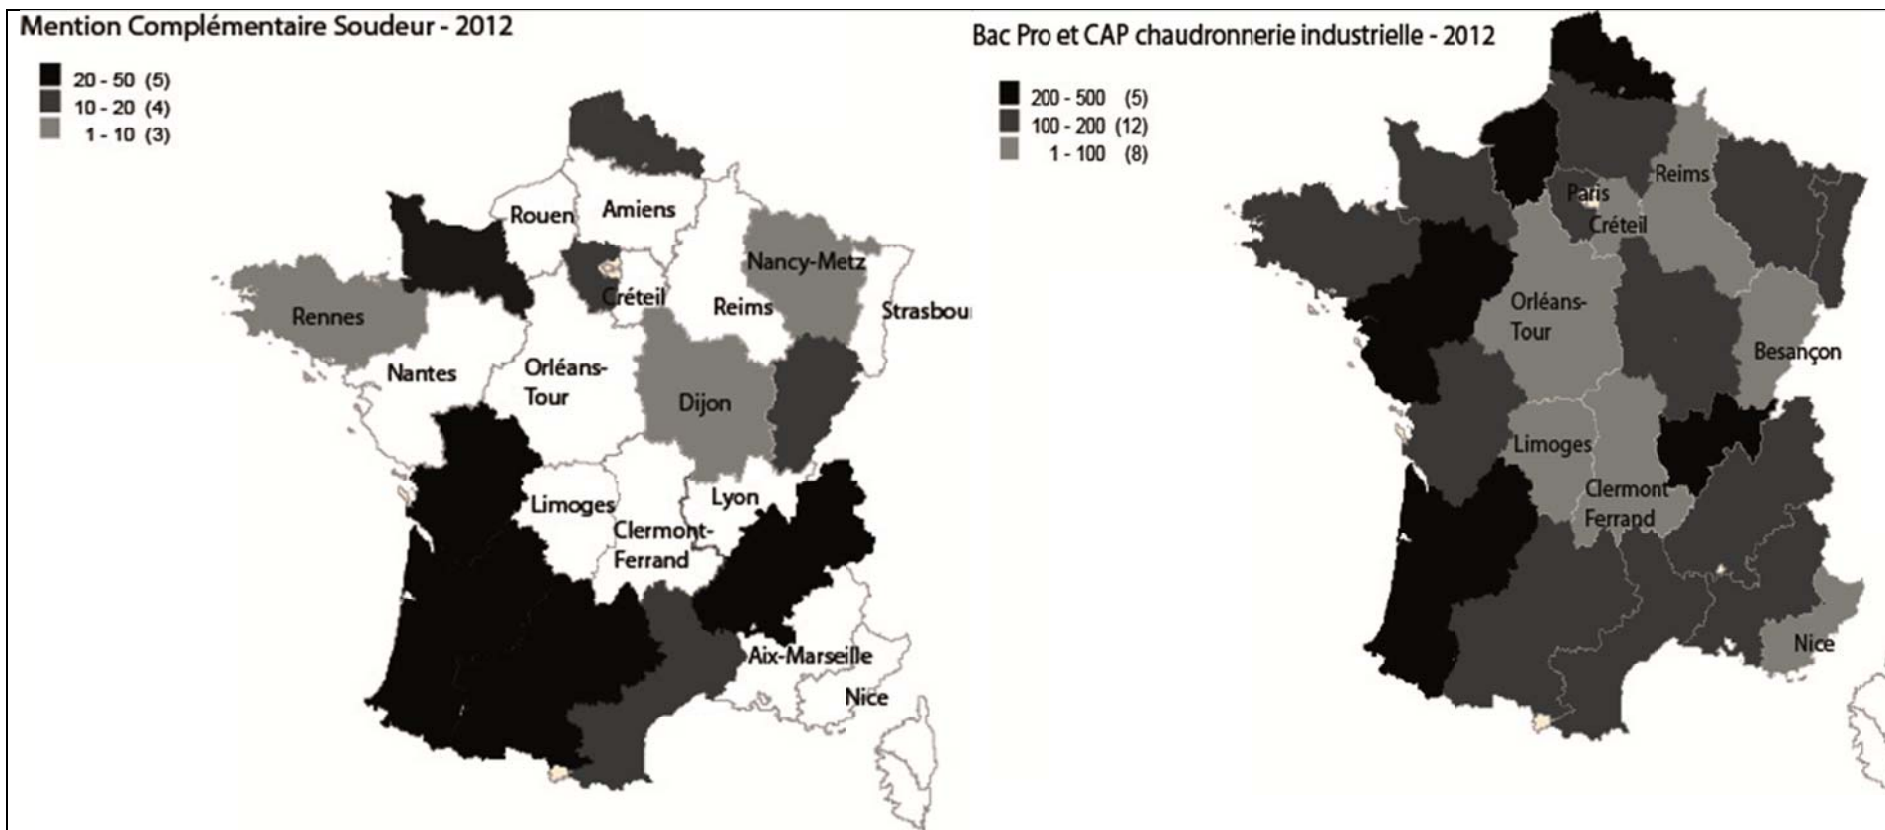 Mention Complémentaire Soudeur - 2012
20 - 50 (5)
10 - 20 (4)
1 - 10 (3)
Rouen
Amiens
Nancy-Metz
Créteil
Reims
Strasbou
Rennes
Nantes
Orléans-
Tour
Dijon
Limoges
Lyon
Clermont-
Ferrand
Aix-Marseille
Nice
Bac Pro et CAP chaudronnerie industrielle - 2012
200 - 500 (5)
100 - 200 (12)
1 - 100 (8)
Reims
Paris
Créteil
Orléans-
Tour
Besançon
Limoges
Clermont
Ferrand
Nice